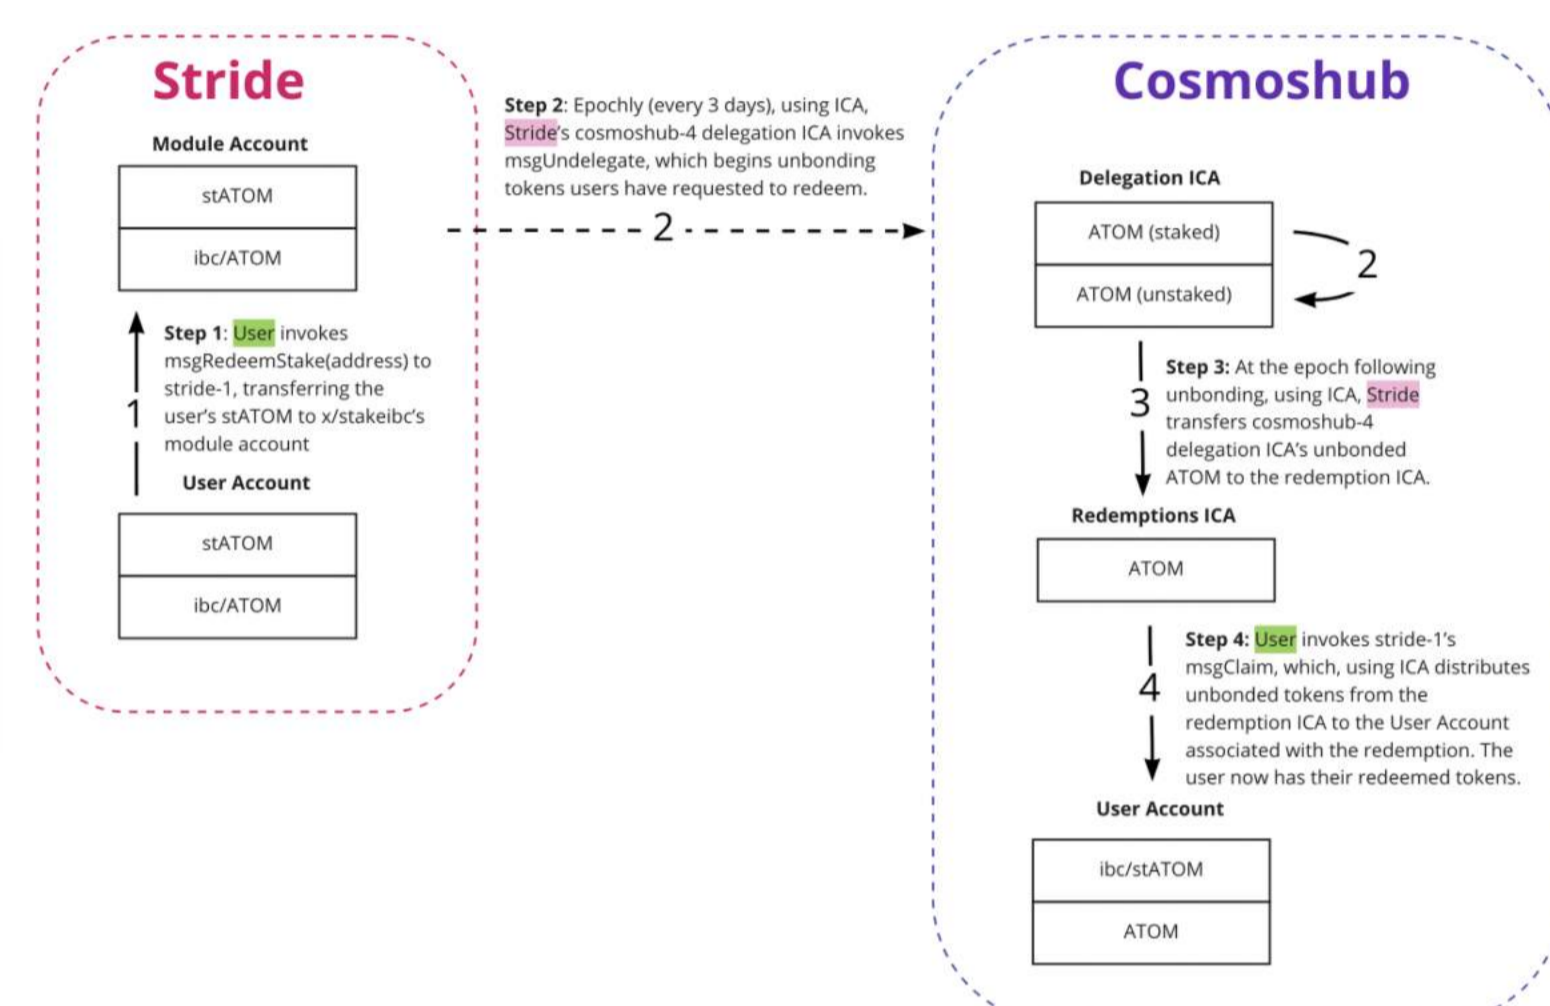 Stride
Module Account
stATOM
ibc/ATOM
1
Step 1: User invokes
msgRedeemStake(address) to
stride-1, transferring the
user's stATOM to x/stakeibc's
module account
User Account
stATOM
ibc/ATOM
Step 2: Epochly (every 3 days), using ICA,
Stride's cosmoshub-4 delegation ICA invokes
msgUndelegate, which begins unbonding
tokens users have requested to redeem.
2
Cosmoshub
Delegation ICA
ATOM (staked)
ATOM (unstaked)
2
3
Step 3: At the epoch following
unbonding, using ICA, Stride
transfers cosmoshub-4
delegation ICA's unbonded
ATOM to the redemption ICA.
Redemptions ICA
ATOM
4
Step 4: User invokes stride-1's
msgClaim, which, using ICA distributes
unbonded tokens from the
redemption ICA to the User Account
associated with the redemption. The
user now has their redeemed tokens.
User Account
ibc/stATOM
ATOM